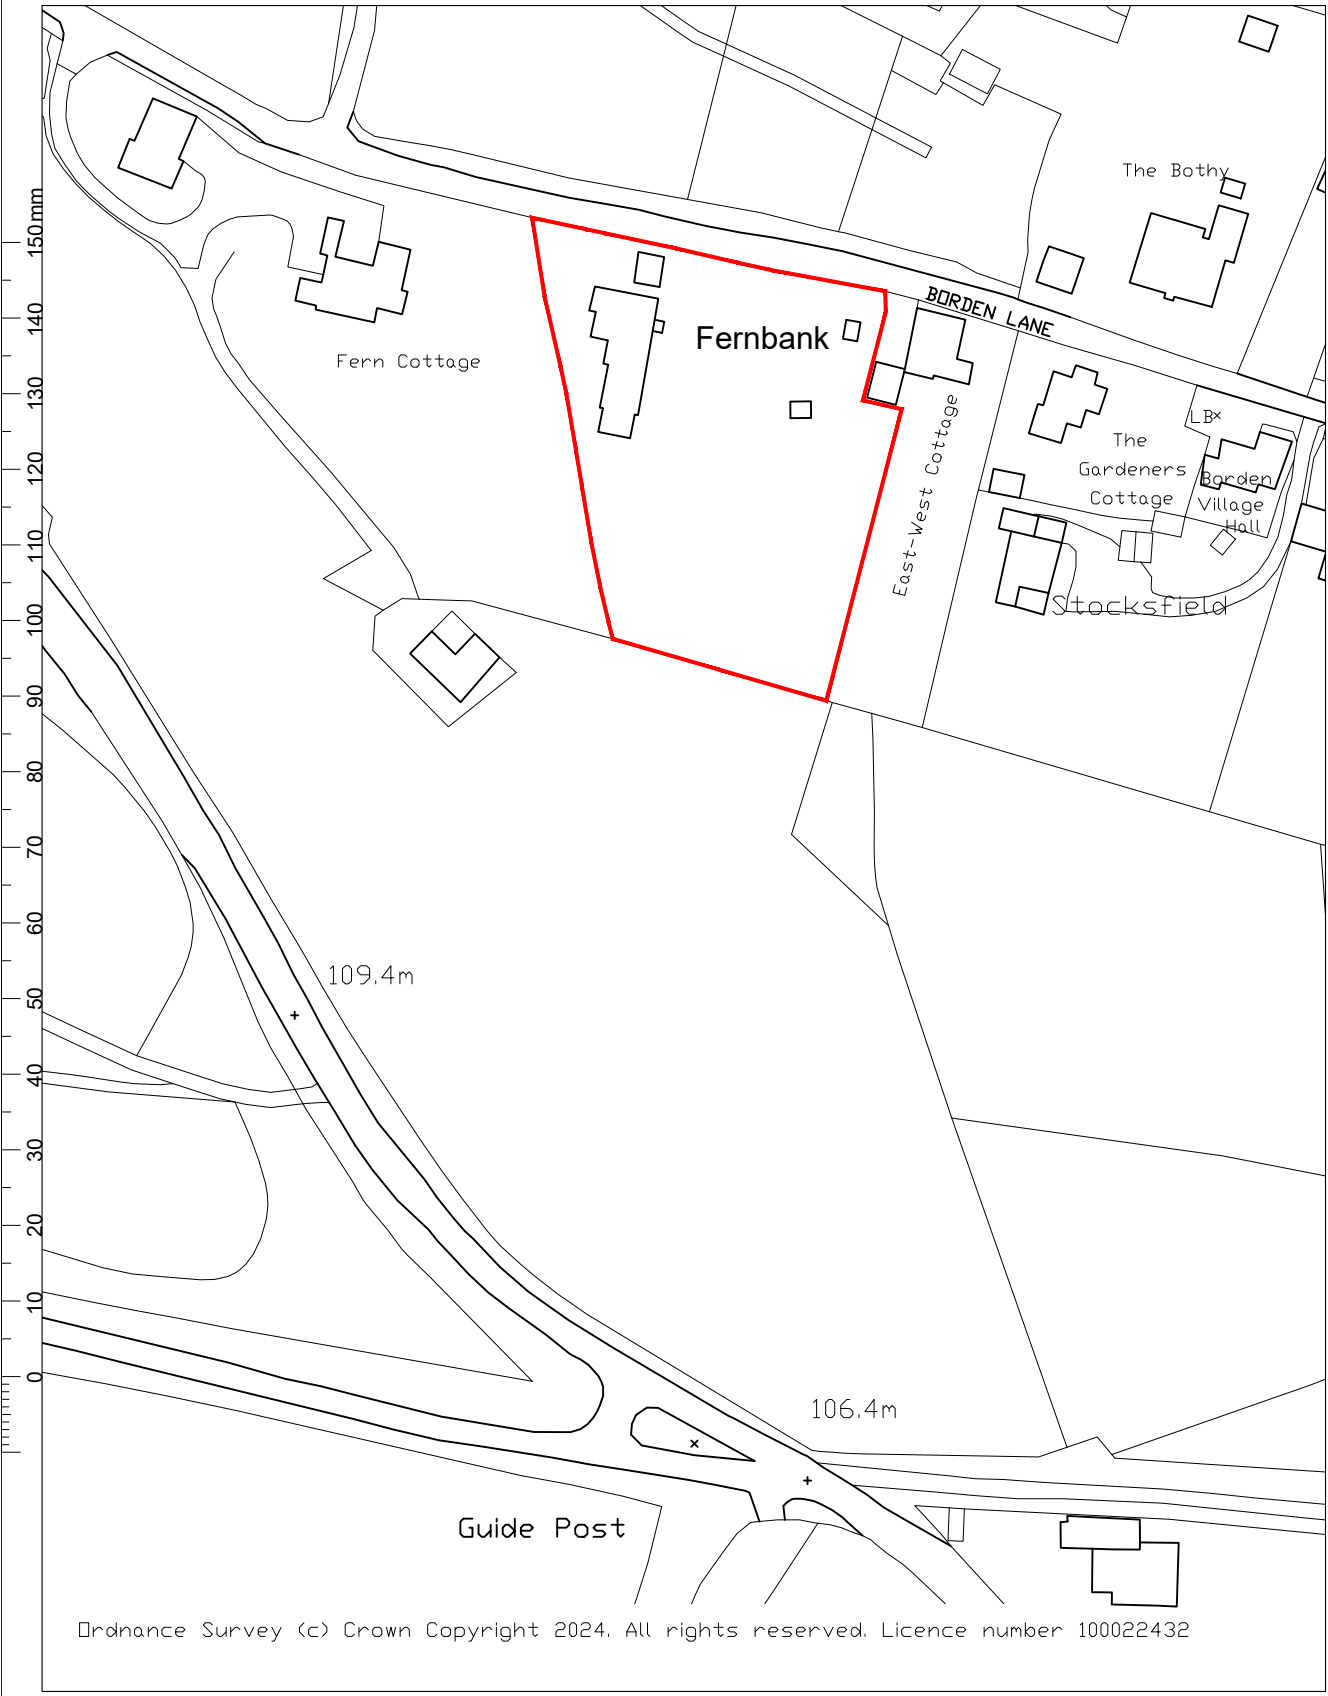 The Bothy
150mm
140
130
120
110
100
90
80
70
60
50
40
30
20
10
0
BORDEN LANE
Fernbank
Fern Cottage
East-West Cottage
LB
The
Gardeners
Cottage
Borden
Village
Hall
Stocksfield
109.4m
106.4m
Guide Post
Ordnance Survey (c) Crown Copyright 2024. All rights reserved. Licence number 100022432